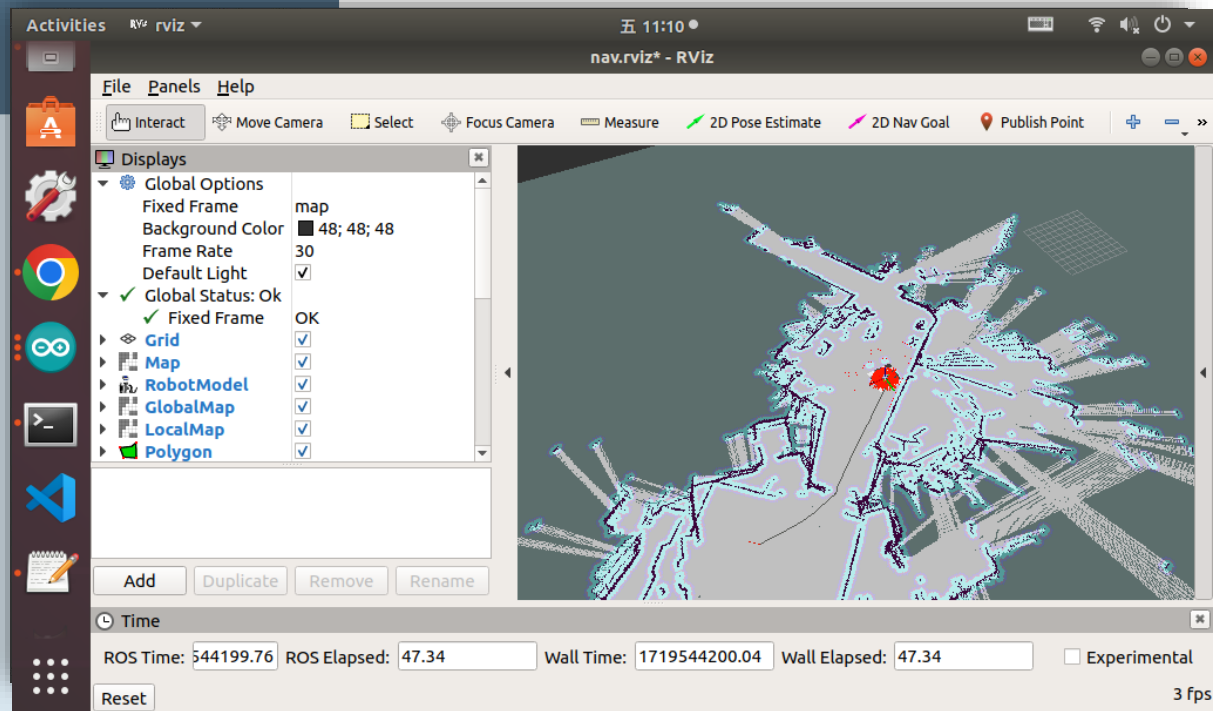 Activities RViz rviz 五 11:10
nav.rviz* - RViz
File Panels Help
Interact Move Camera Select Focus Camera Measure 2D Pose Estimate 2D Nav Goal Publish Point »
Displays
Global Options
Fixed Frame map
Background Color 48; 48; 48
Frame Rate 30
Default Light
Global Status: Ok
Fixed Frame OK
Grid
Map
RobotModel
GlobalMap
LocalMap
Polygon
Add Duplicate Remove Rename
Time
ROS Time: 544199.76 ROS Elapsed: 47.34 Wall Time: 1719544200.04 Wall Elapsed: 47.34 Experimental
Reset 3 fps